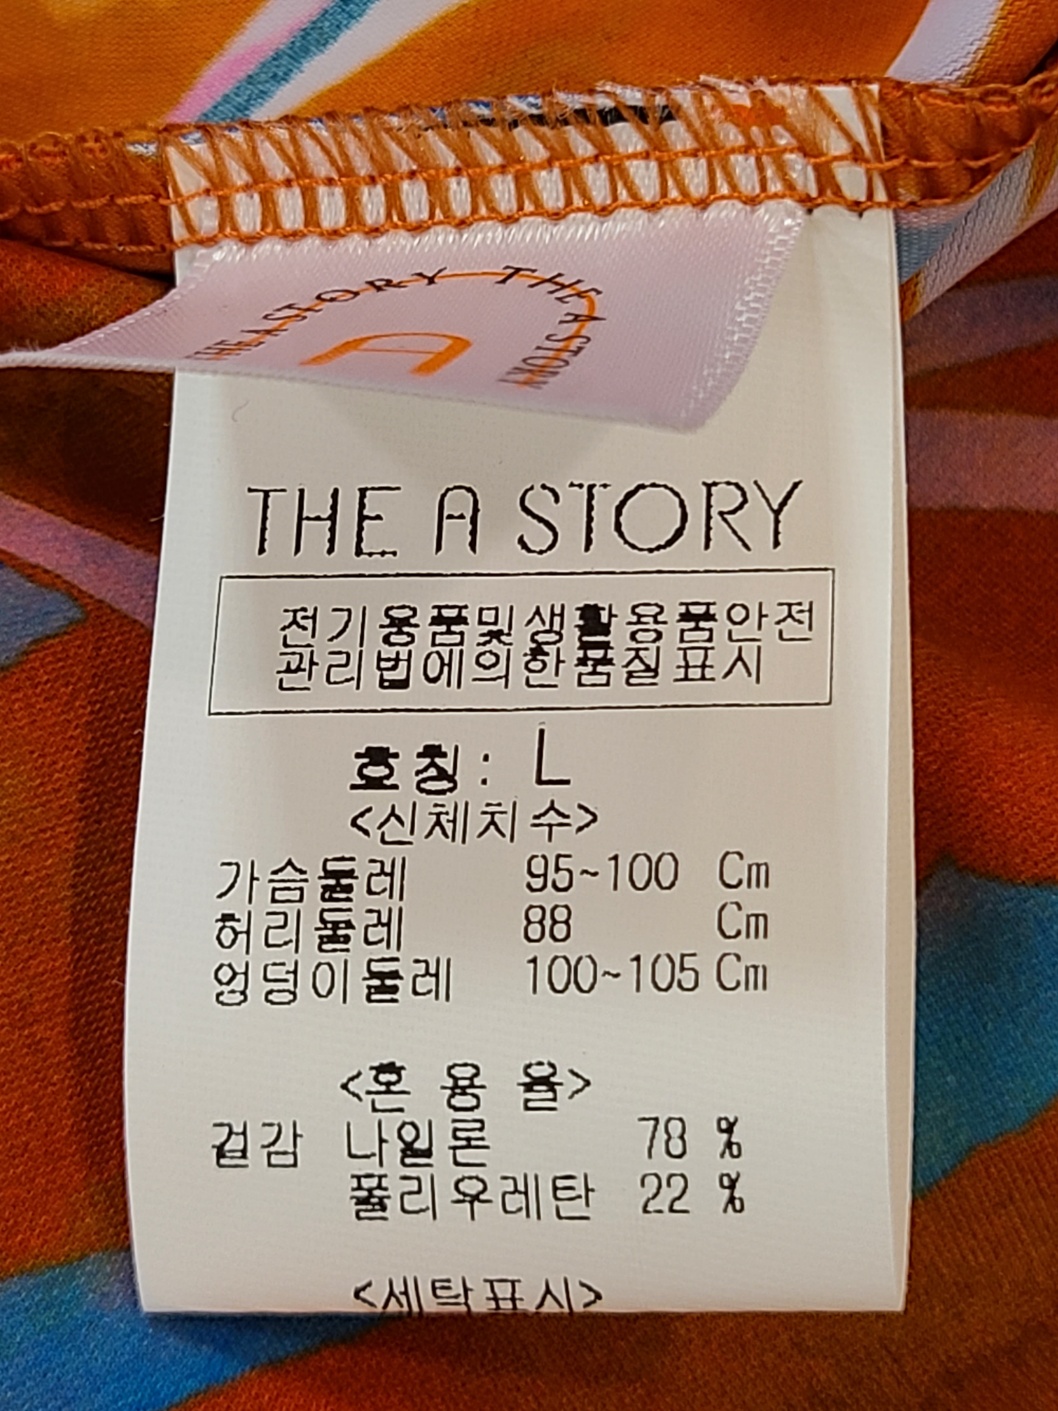 THE A STORY THE A STORY
THE A STORY
전기용품및생활용품안전
관리법에의한품질표시
호칭: L
<신체치수>
가슴둘레 95~100 Cm
허리둘레 88 Cm
엉덩이둘레 100~105 Cm
<혼 용 율>
겉감 나일론 78 %
폴리우레탄 22 %
<세탁표시>